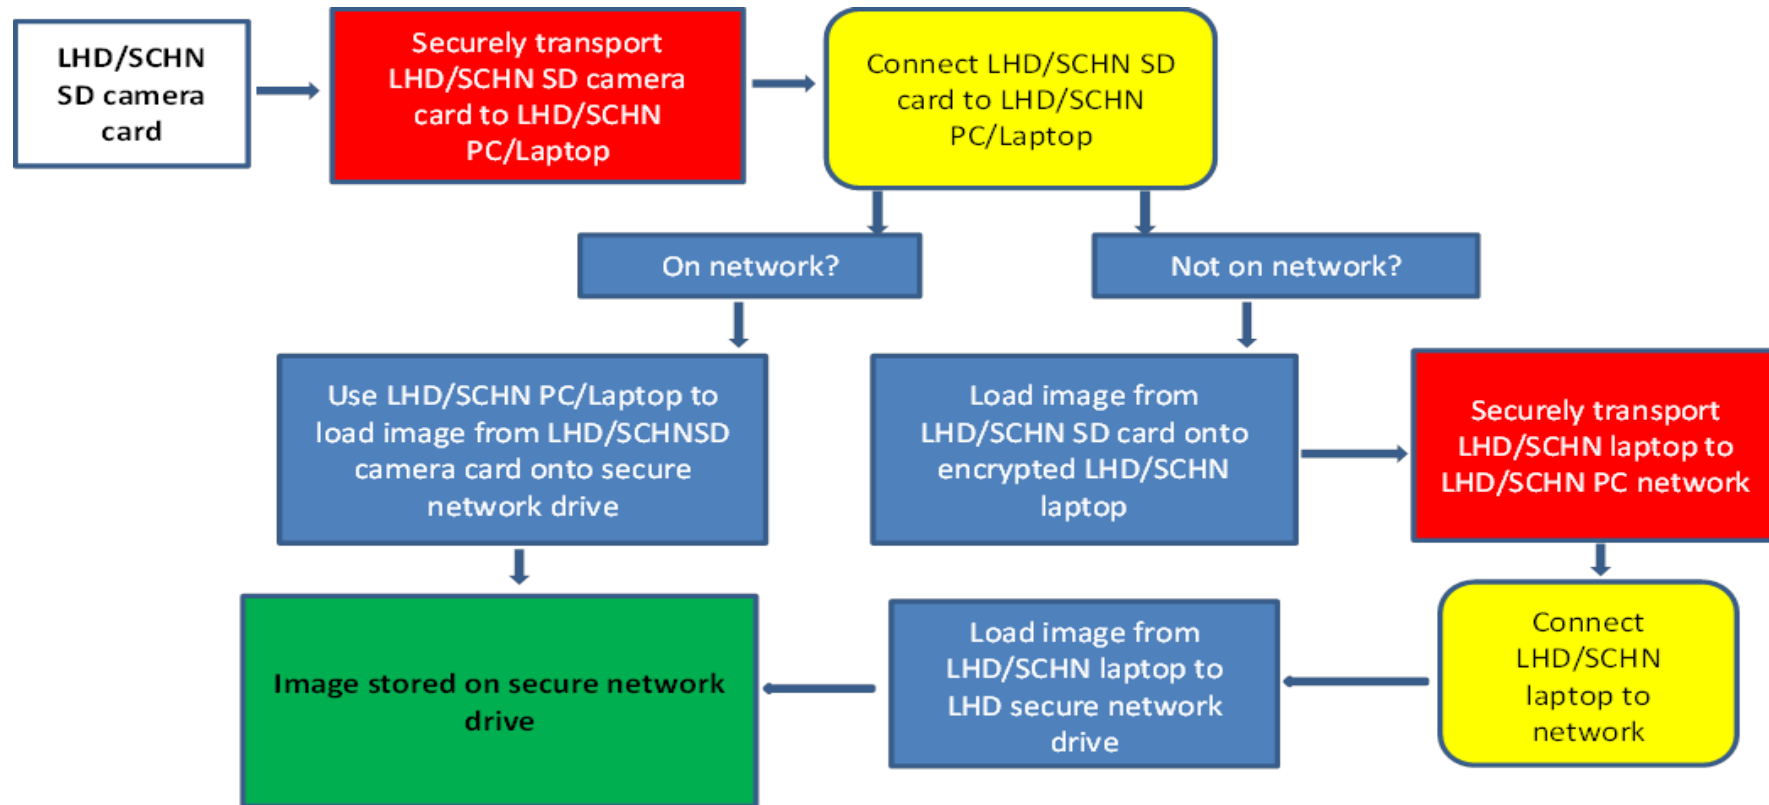 LHD/SCHN
SD camera
card
Securely transport
LHD/SCHN SD camera
card to LHD/SCHN
PC/Laptop
Connect LHD/SCHN SD
card to LHD/SCHN
PC/Laptop
On network?
Not on network?
Use LHD/SCHN PC/Laptop to
load image from LHD/SCHNSD
camera card onto secure
network drive
Load image from
LHD/SCHN SD card onto
encrypted LHD/SCHN
laptop
Securely transport
LHD/SCHN laptop to
LHD/SCHN PC network
Image stored on secure network
drive
Load image from
LHD/SCHN laptop to
LHD secure network
drive
Connect
LHD/SCHN
laptop to
network